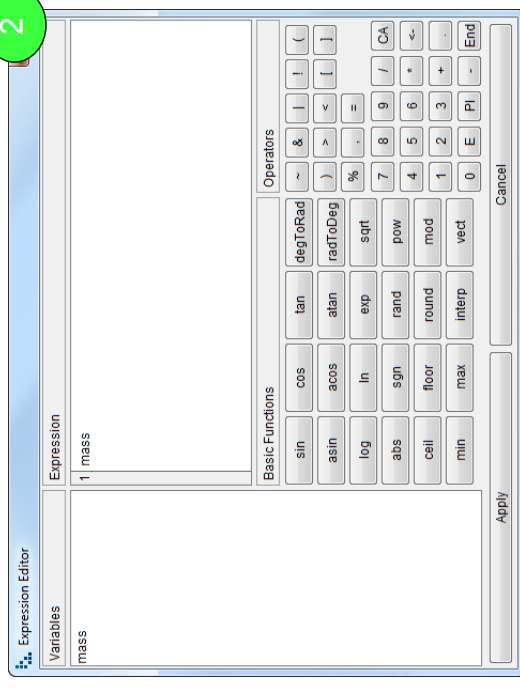 Expression Editor
2
Variables
mass
Expression
1 mass
Basic Functions
sin cos tan degToRad
asin acos atan radToDeg
log ln exp sqrt
abs sgn rand pow
ceil floor round mod
min max interp vect
Operators
~ & | ! (
) > < [ ]
% , =
7 8 9 / CA
4 5 6 * <-
1 2 3 + .
0 E PI - End
Apply Cancel